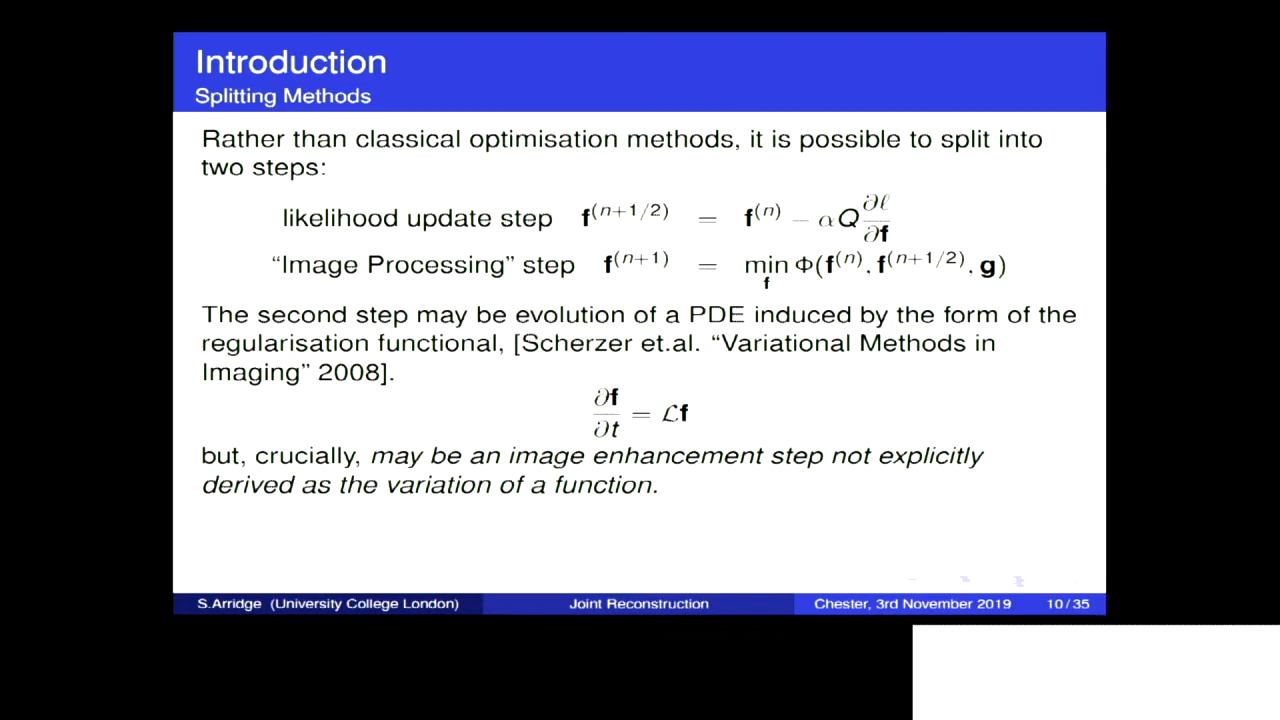 Introduction
Splitting Methods
Rather than classical optimisation methods, it is possible to split into
two steps:
likelihood update step f^(n+1/2) = f^(n) − αQ ∂ℓ/∂f
“Image Processing” step f^(n+1) = min_f Φ(f^(n), f^(n+1/2), g)
The second step may be evolution of a PDE induced by the form of the
regularisation functional, [Scherzer et.al. “Variational Methods in
Imaging” 2008].
∂f/∂t = ℒf
but, crucially, may be an image enhancement step not explicitly
derived as the variation of a function.
S.Arridge (University College London) Joint Reconstruction Chester, 3rd November 2019 10/35